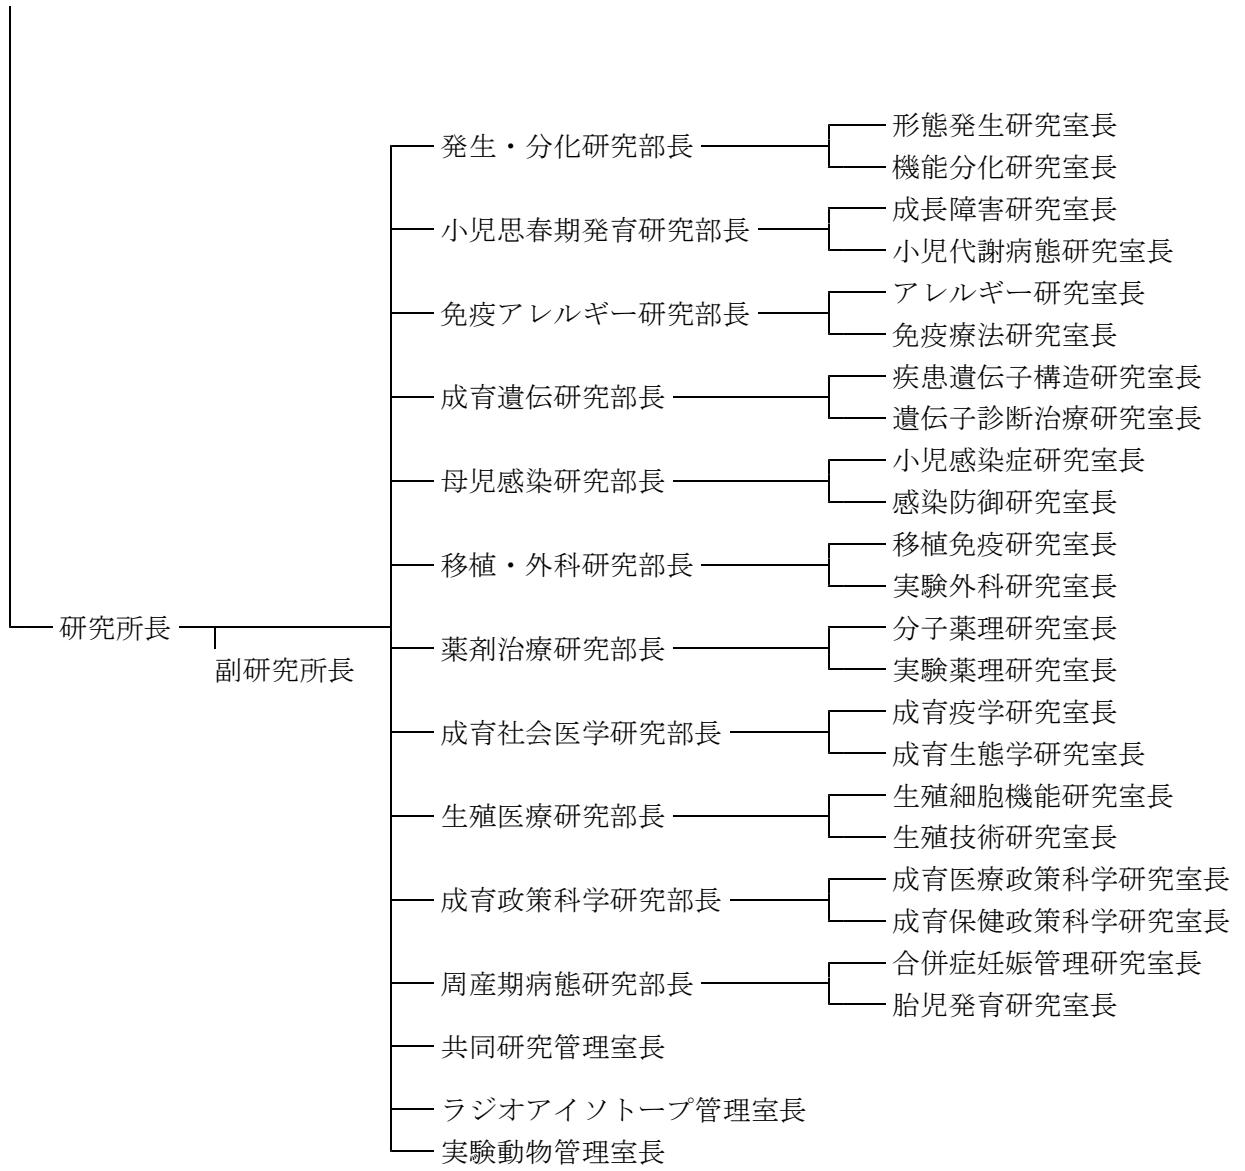 形態発生研究室長
発生・分化研究部長
機能分化研究室長
成長障害研究室長
小児思春期発育研究部長
小児代謝病態研究室長
アレルギー研究室長
免疫アレルギー研究部長
免疫療法研究室長
疾患遺伝子構造研究室長
成育遺伝研究部長
遺伝子診断治療研究室長
小児感染症研究室長
母児感染研究部長
感染防御研究室長
移植免疫研究室長
移植・外科研究部長
実験外科研究室長
研究所長
分子薬理研究室長
薬剤治療研究部長
副研究所長
実験薬理研究室長
成育疫学研究室長
成育社会医学研究部長
成育生態学研究室長
生殖細胞機能研究室長
生殖医療研究部長
生殖技術研究室長
成育医療政策科学研究室長
成育政策科学研究部長
成育保健政策科学研究室長
合併症妊娠管理研究室長
周産期病態研究部長
胎児発育研究室長
共同研究管理室長
ラジオアイソトープ管理室長
実験動物管理室長